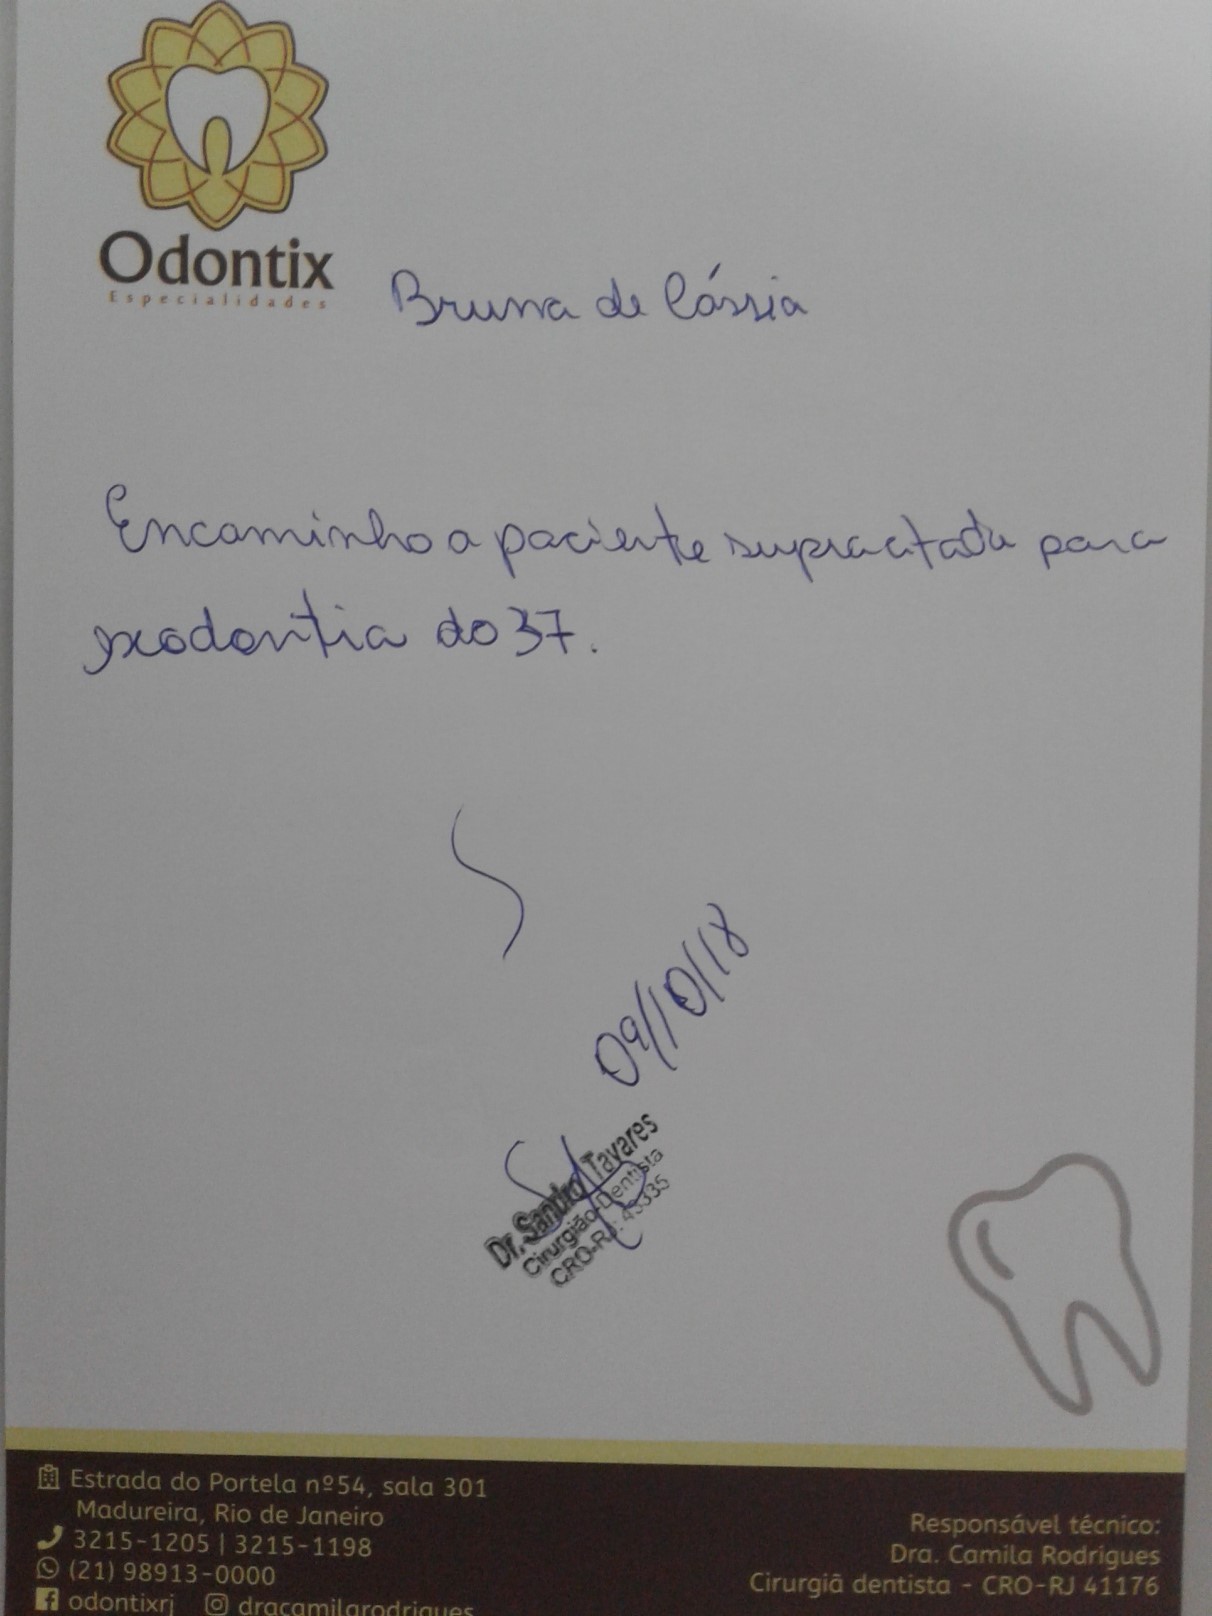 Odontix
Especialidades
Bruna de Cássia
Encaminho a paciente supracitada para
exodontia do 37.
09/10/18
Dr. Sandro Tavares
Cirurgião-Dentista
CRO-RJ: 43335
Estrada do Portela nº54, sala 301
Madureira, Rio de Janeiro
3215-1205 | 3215-1198
(21) 98913-0000
odontixrj dracamilarodrigues
Responsável técnico:
Dra. Camila Rodrigues
Cirurgiã dentista - CRO-RJ 41176